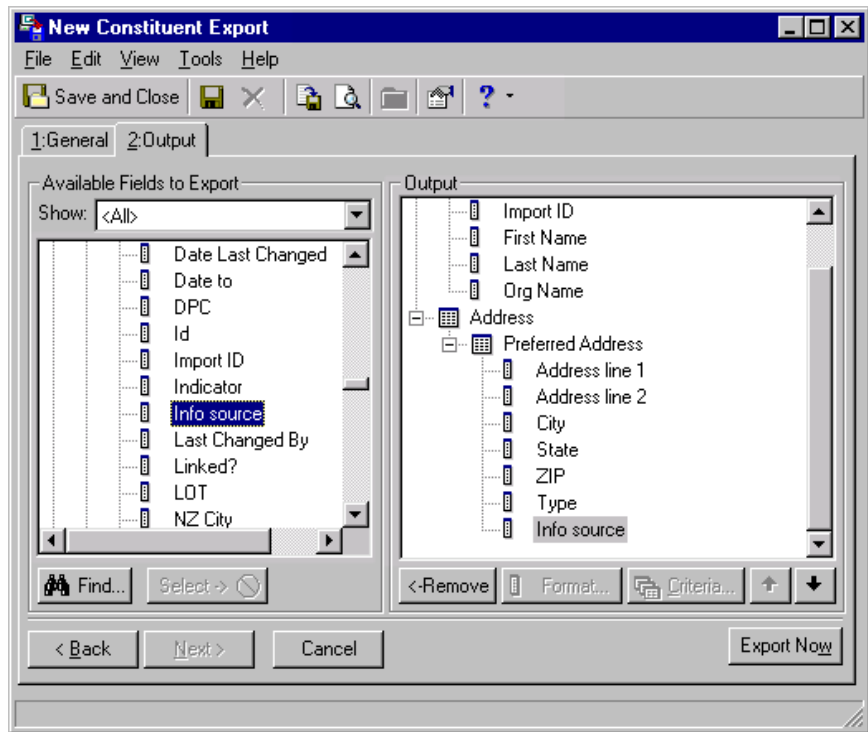 New Constituent Export
File Edit View Tools Help
Save and Close ?
1:General 2:Output
Available Fields to Export
Show: <All>
Date Last Changed
Date to
DPC
Id
Import ID
Indicator
Info source
Last Changed By
Linked?
LOT
NZ City
Find... Select ->
Output
Import ID
First Name
Last Name
Org Name
Address
Preferred Address
Address line 1
Address line 2
City
State
ZIP
Type
Info source
<-Remove Format... Criteria...
< Back Next > Cancel Export Now